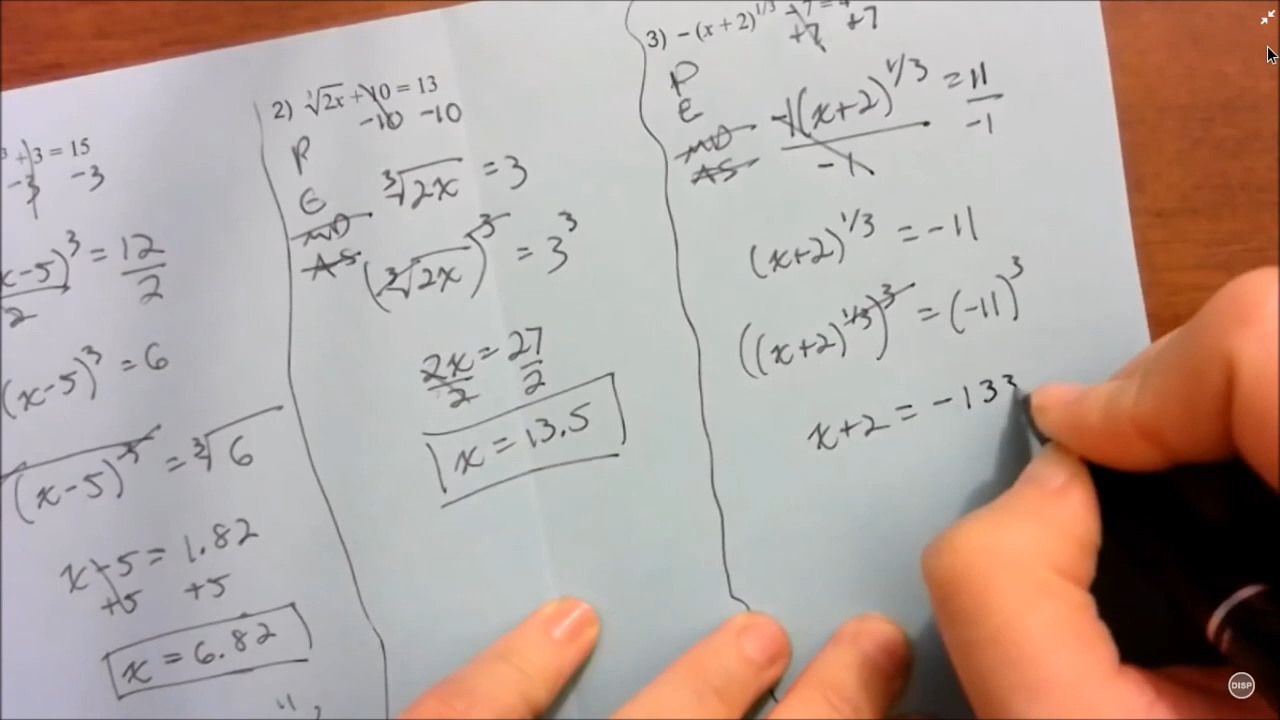 3 + 3 = 15
-3 -3
x-5)³ = 12
2 2
(x-5)³ = 6
(x-5)³ = ∛6
x-5 = 1.82
+5 +5
x = 6.82
2) ∛2x + 10 = 13
-10 -10
P
E
MD
AS
∛2x = 3
(∛2x)³ = 3³
2x = 27
2 2
x = 13.5
3) -(x + 2)^1/3 -7 =
+7 +7
P
E
MD
AS
-1(x+2)^1/3 = 11
-1 -1
(x+2)^1/3 = -11
((x+2)^1/3)³ = (-11)³
x+2 = -133
DISP